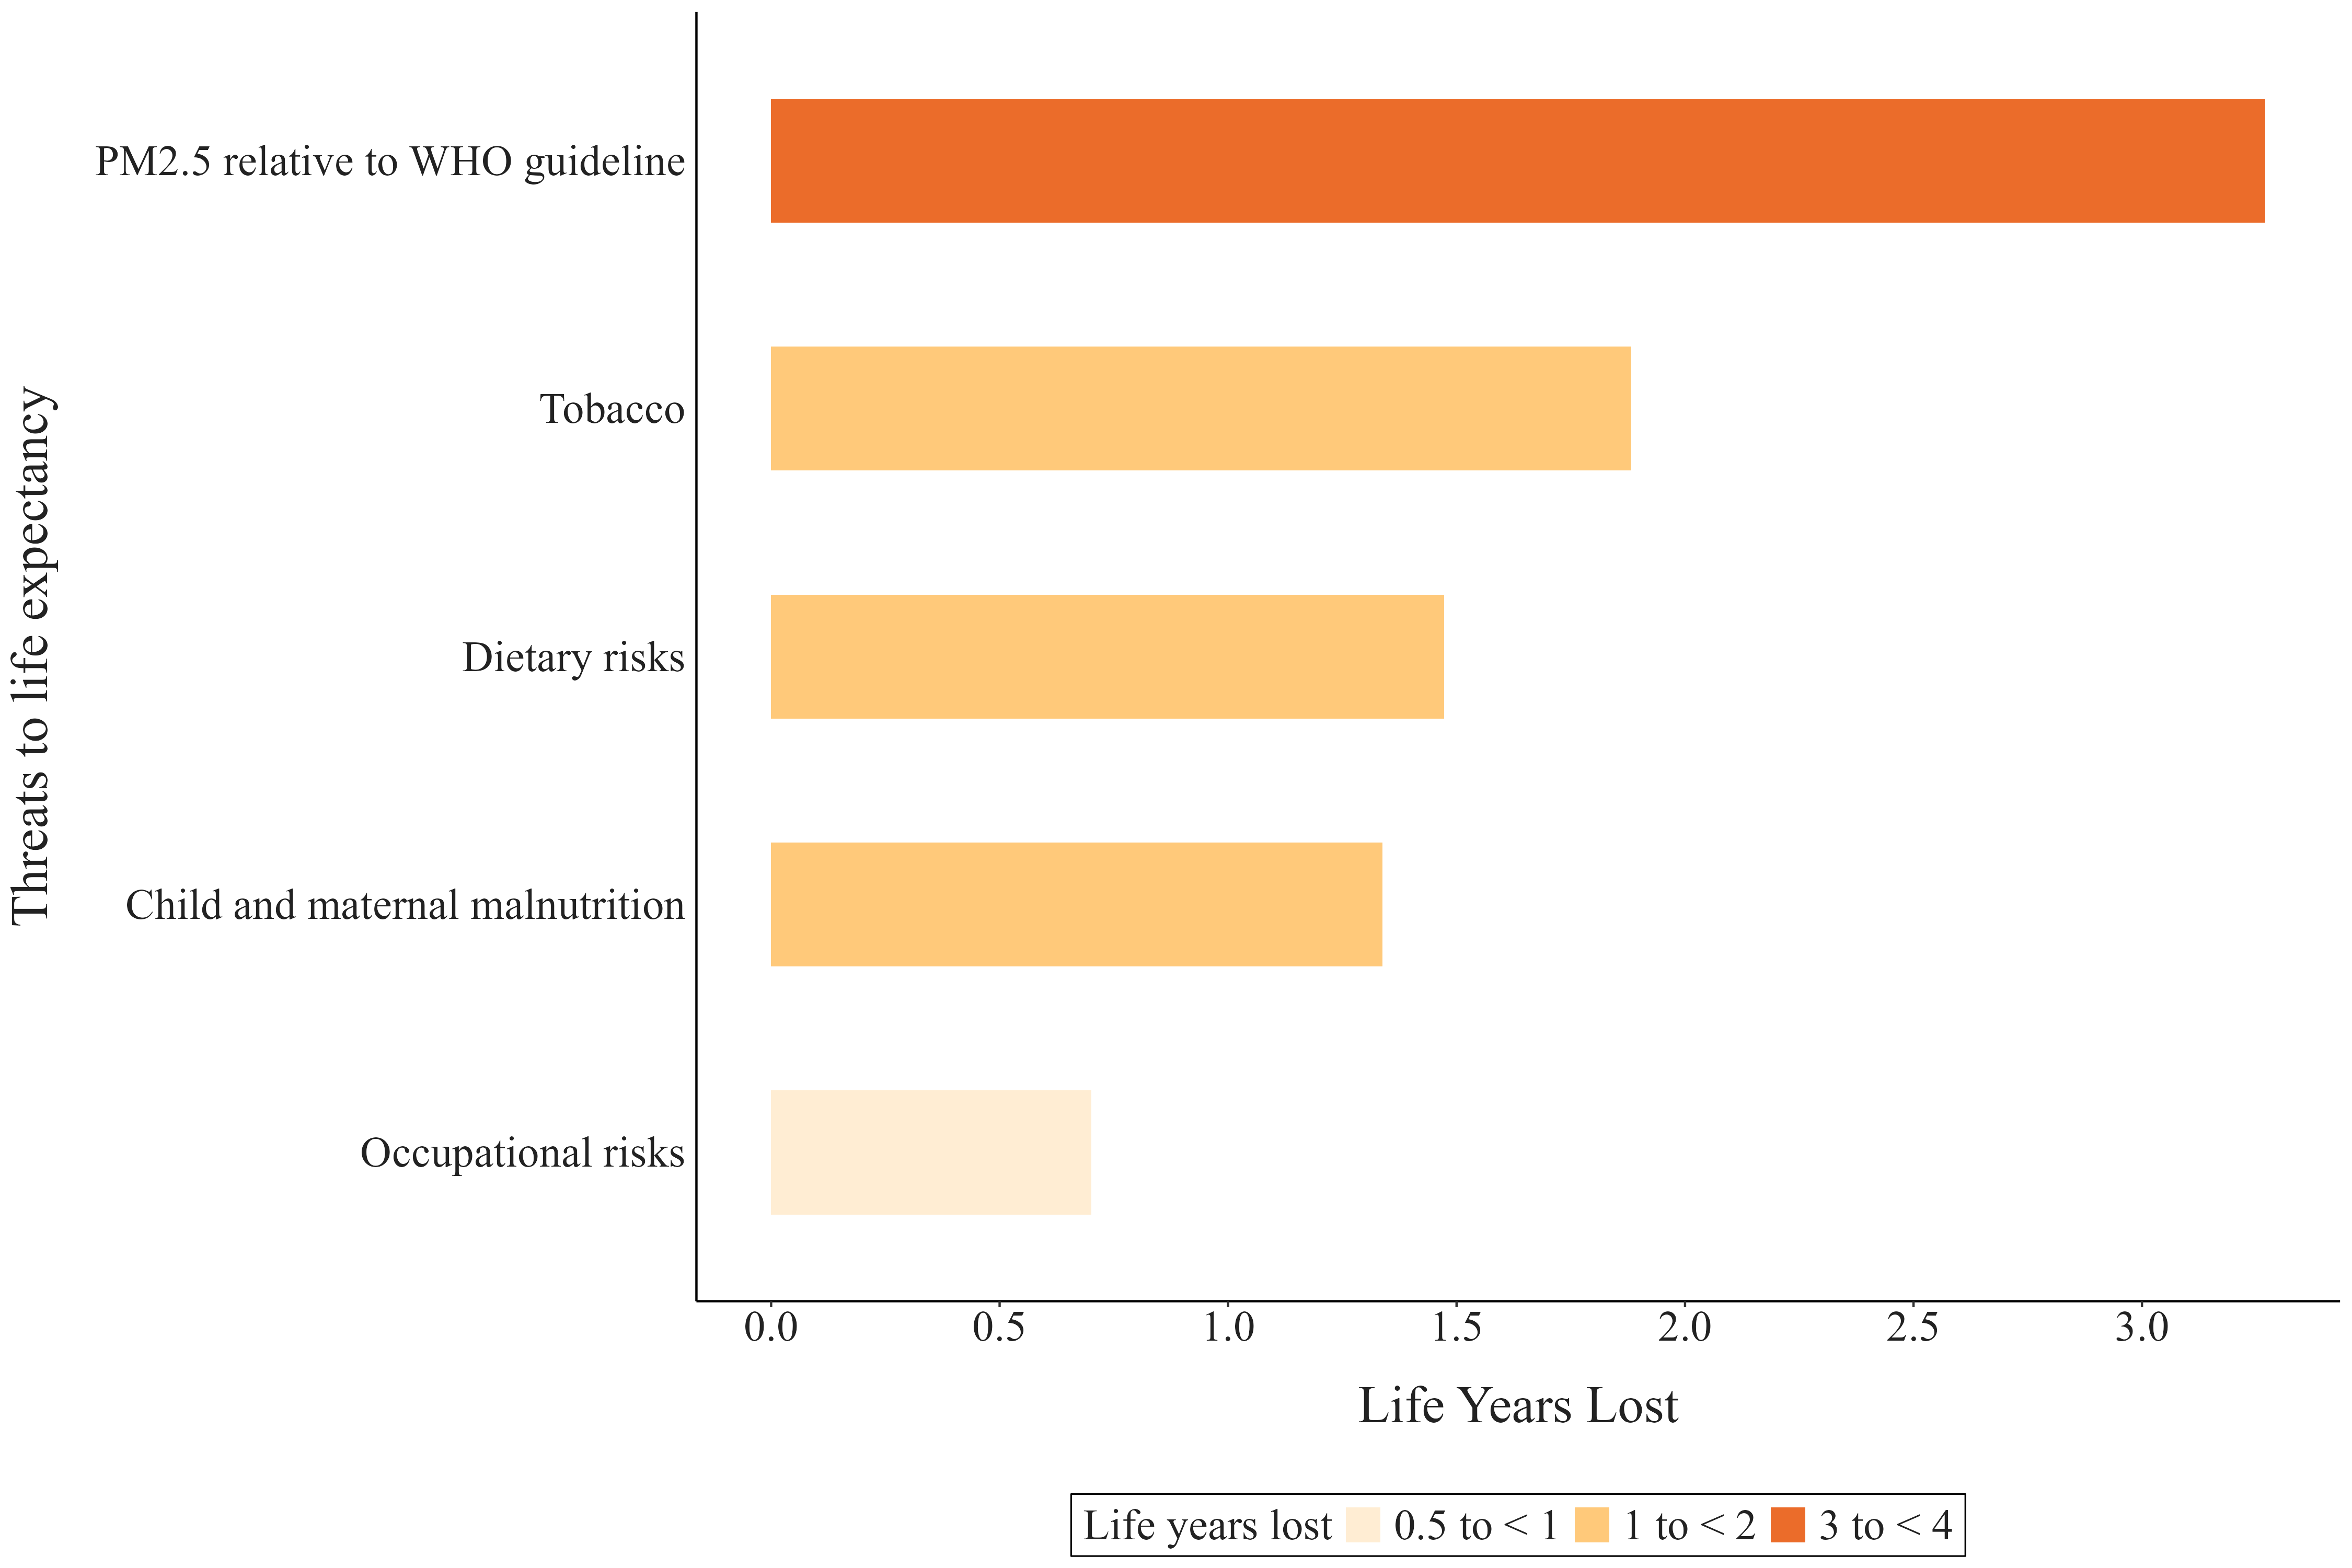 Threats to life expectancy
PM2.5 relative to WHO guideline
Tobacco
Dietary risks
Child and maternal malnutrition
Occupational risks
0.0 0.5 1.0 1.5 2.0 2.5 3.0
Life Years Lost
Life years lost 0.5 to < 1 1 to < 2 3 to < 4